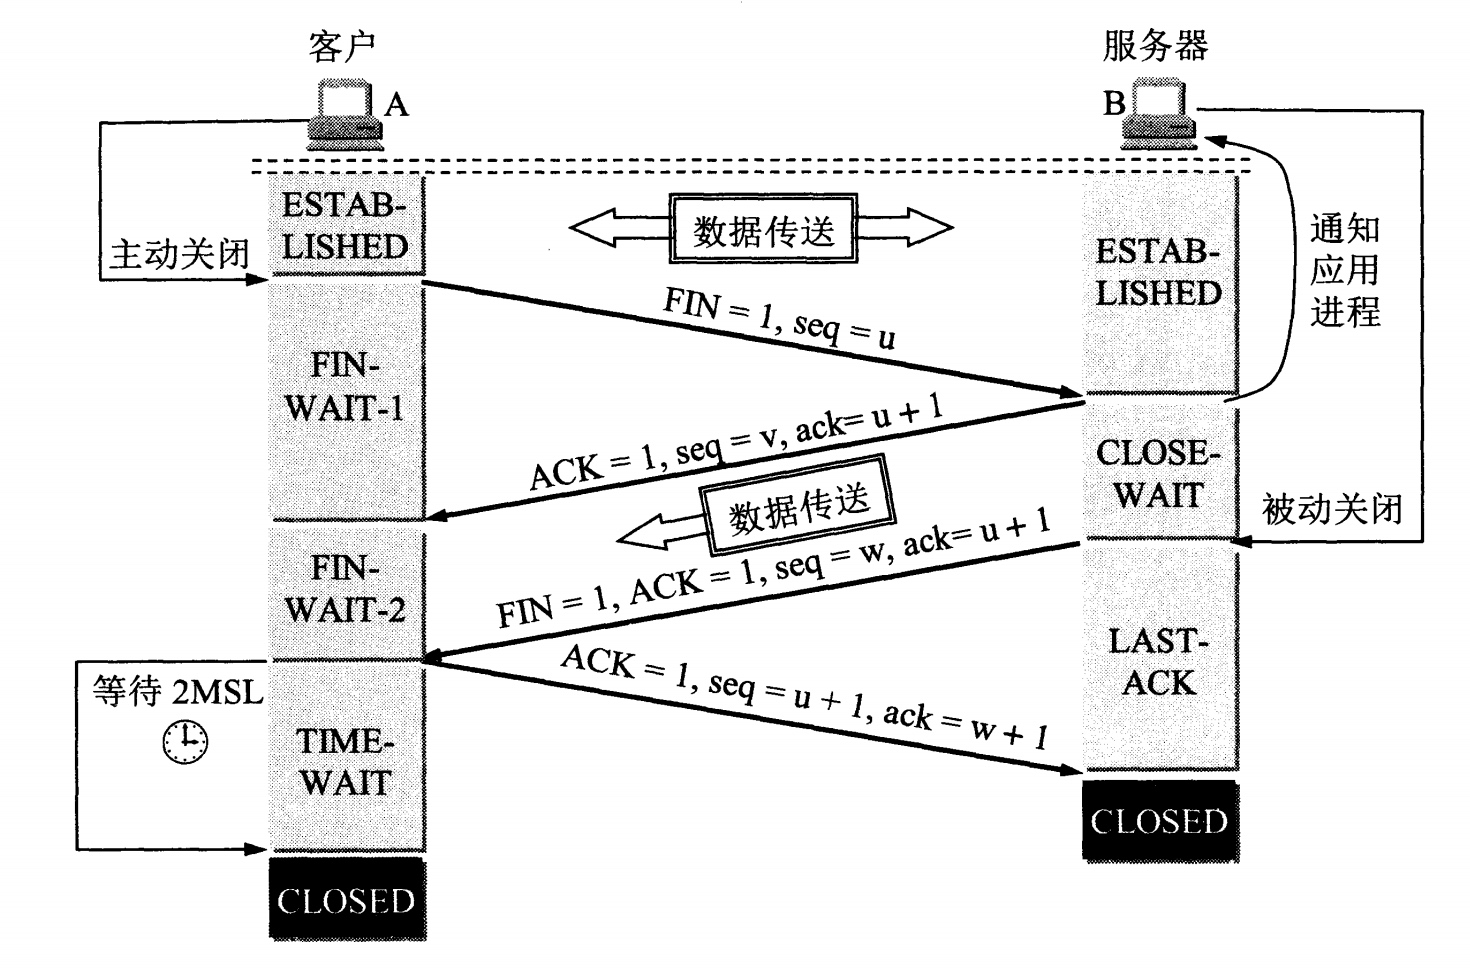 客户
服务器
A
B
ESTAB-
LISHED
数据传送
ESTAB-
LISHED
通知
应用
进程
主动关闭
FIN = 1, seq = u
FIN-
WAIT-1
ACK = 1, seq = v, ack= u + 1
CLOSE-
WAIT
数据传送
被动关闭
FIN-
WAIT-2
FIN = 1, ACK = 1, seq = w, ack= u + 1
LAST-
ACK
ACK = 1, seq = u + 1, ack = w + 1
等待 2MSL
TIME-
WAIT
CLOSED
CLOSED